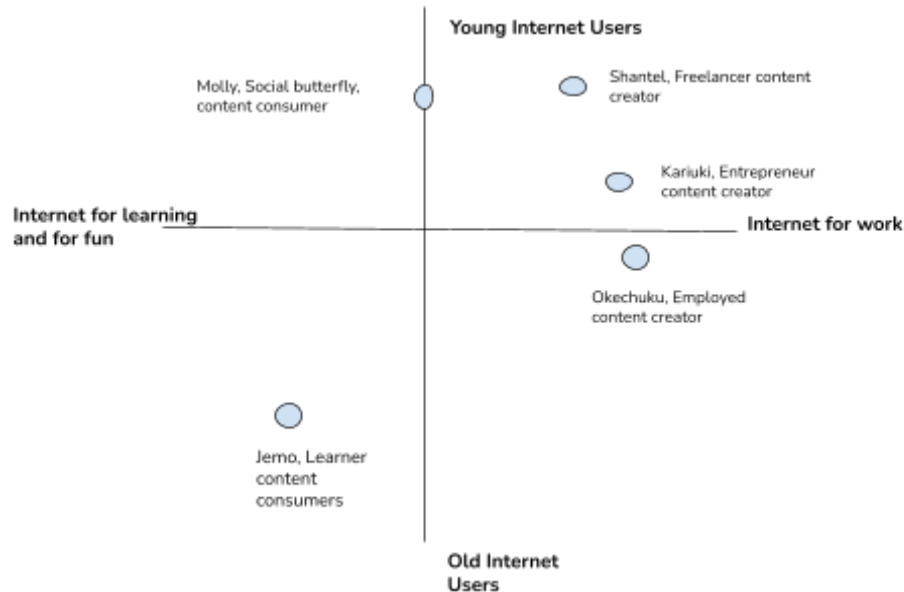 Young Internet Users
Molly, Social butterfly,
content consumer
Shantel, Freelancer content
creator
Kariuki, Entrepreneur
content creator
Internet for learning
and for fun
Internet for work
Okechuku, Employed
content creator
Jemo, Learner
content
consumers
Old Internet
Users